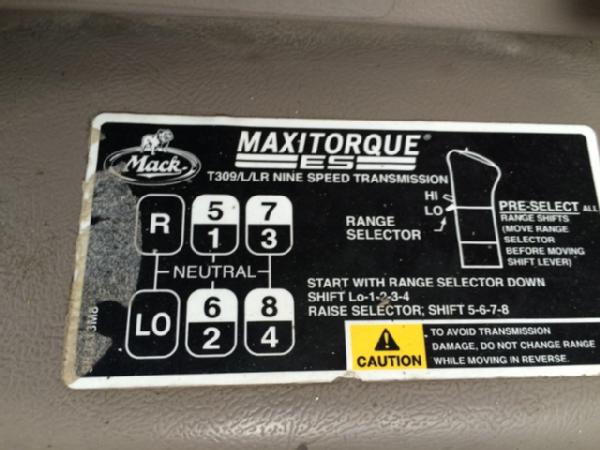 Mack
MAXITORQUE®
ES
T309/L/LR NINE SPEED TRANSMISSION
R
5
1
7
3
NEUTRAL
LO
6
2
8
4
HI
LO
RANGE
SELECTOR
PRE-SELECT ALL
RANGE SHIFTS
(MOVE RANGE
SELECTOR
BEFORE MOVING
SHIFT LEVER)
START WITH RANGE SELECTOR DOWN
SHIFT Lo-1-2-3-4
RAISE SELECTOR; SHIFT 5-6-7-8
CAUTION
TO AVOID TRANSMISSION
DAMAGE, DO NOT CHANGE RANGE
WHILE MOVING IN REVERSE.